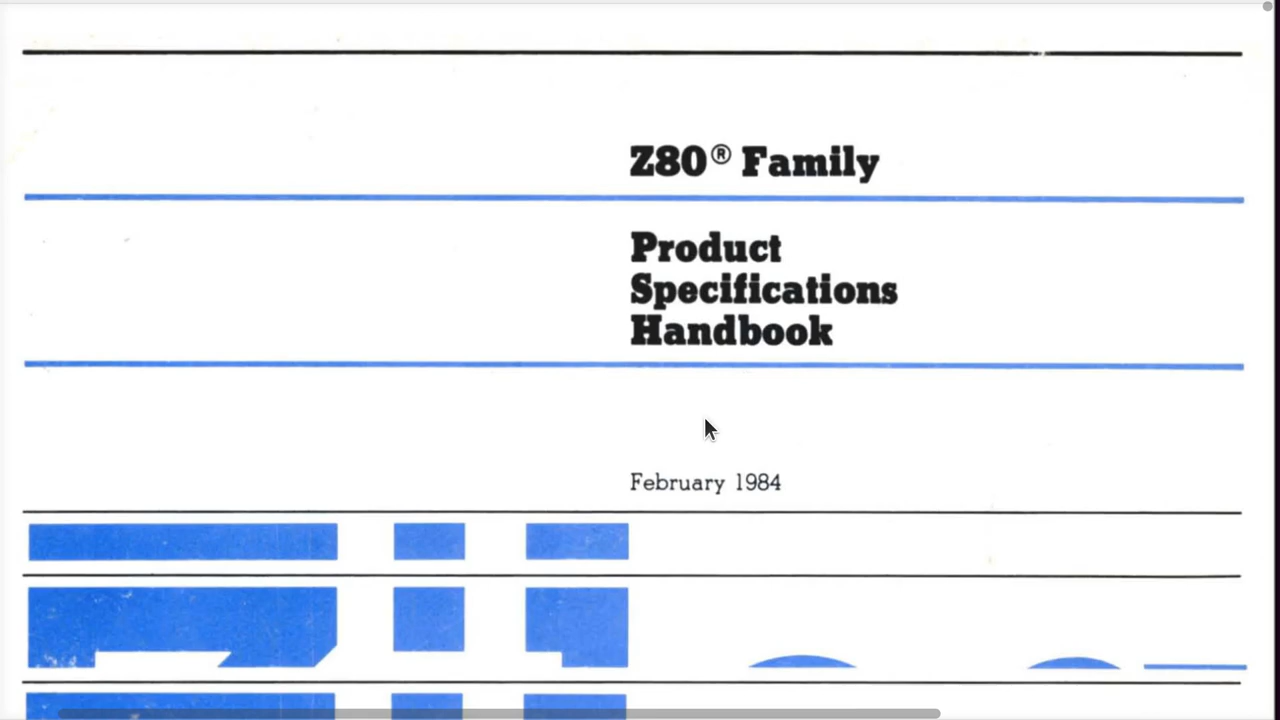 Z80® Family
Product
Specifications
Handbook
February 1984